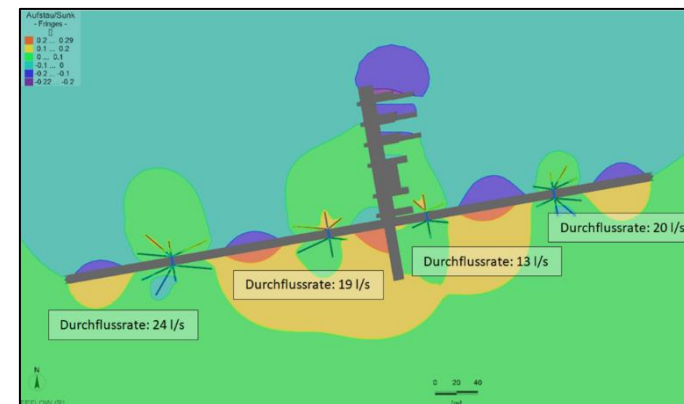 Aufstau/Sunk
- Fringes -
[]
0.2 ... 0.29
0.1 ... 0.2
0 ... 0.1
-0.1 ... 0
-0.2 ... -0.1
-0.22 ... -0.2
Durchflussrate: 20 l/s
Durchflussrate: 13 l/s
Durchflussrate: 19 l/s
Durchflussrate: 24 l/s
N
0 20 40